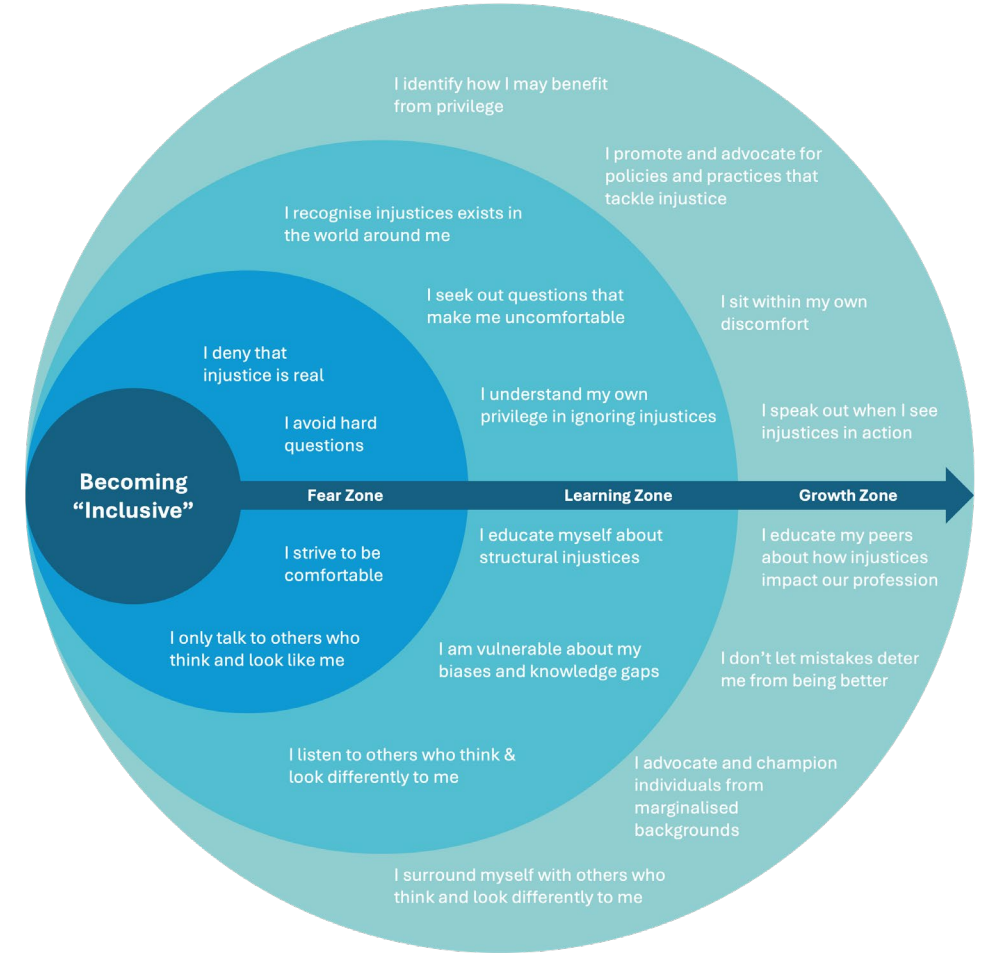 I identify how I may benefit
from privilege
I promote and advocate for
policies and practices that
tackle injustice
I recognise injustices exists in
the world around me
I seek out questions that
make me uncomfortable
I sit within my own
discomfort
I deny that
injustice is real
I understand my own
privilege in ignoring injustices
I speak out when I see
injustices in action
I avoid hard
questions
Becoming
“Inclusive”
Fear Zone
Learning Zone
Growth Zone
I strive to be
comfortable
I educate myself about
structural injustices
I educate my peers
about how injustices
impact our profession
I only talk to others who
think and look like me
I am vulnerable about my
biases and knowledge gaps
I don’t let mistakes deter
me from being better
I listen to others who think &
look differently to me
I advocate and champion
individuals from
marginalised
backgrounds
I surround myself with others who
think and look differently to me